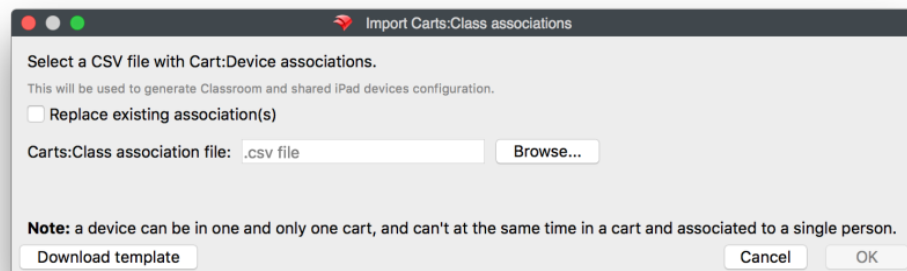 Import Carts:Class associations
Select a CSV file with Cart:Device associations.
This will be used to generate Classroom and shared iPad devices configuration.
Replace existing association(s)
Carts:Class association file: .csv file Browse...
Note: a device can be in one and only one cart, and can't at the same time in a cart and associated to a single person.
Download template Cancel OK